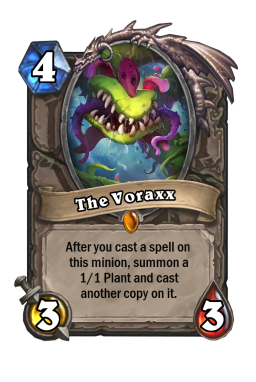 4
The Voraxx
After you cast a spell on
this minion, summon a
1/1 Plant and cast
another copy on it.
3
3